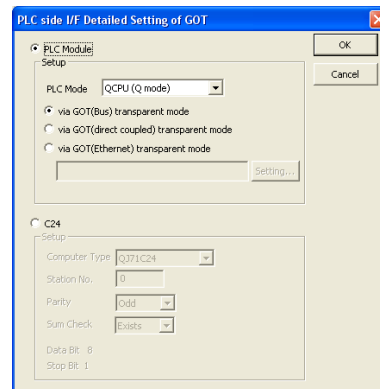 PLC side I/F Detailed Setting of GOT
PLC Module
OK
Setup
Cancel
PLC Mode QCPU (Q mode)
via GOT(Bus) transparent mode
via GOT(direct coupled) transparent mode
via GOT(Ethernet) transparent mode
Setting...
C24
Setup
Computer Type QJ71C24
Station No. 0
Parity Odd
Sum Check Exists
Data Bit 8
Stop Bit 1